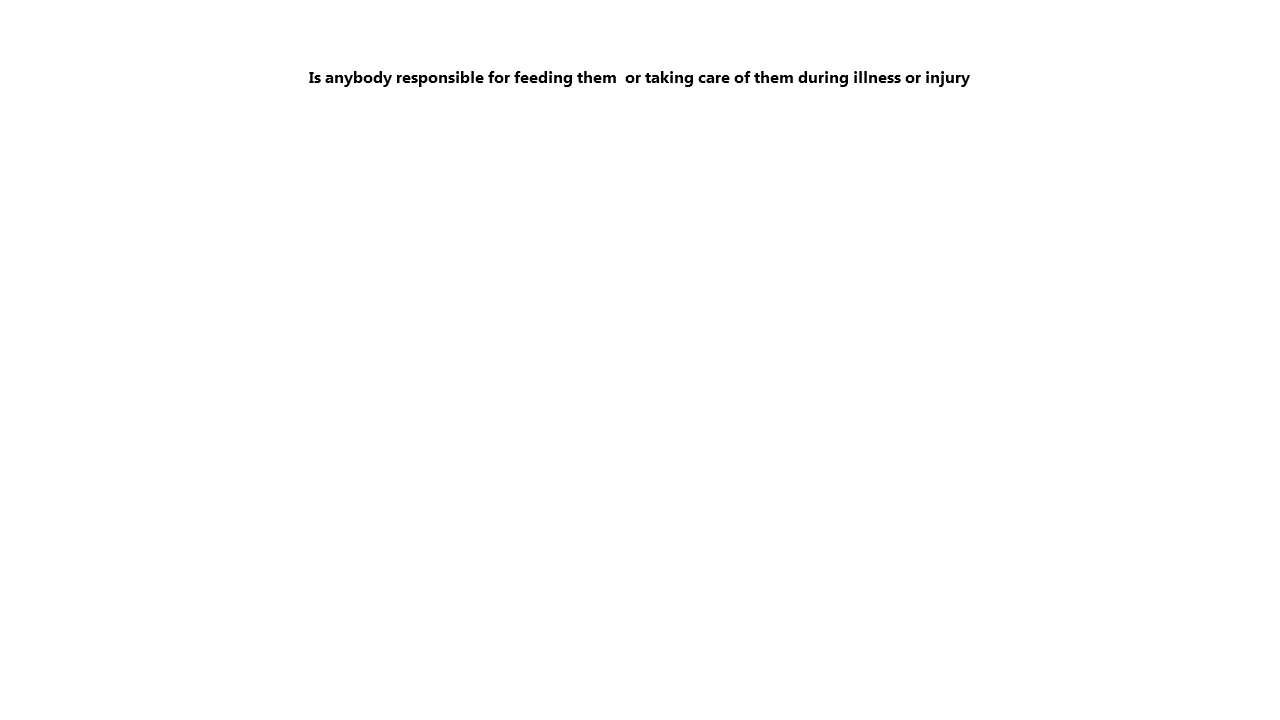 Is anybody responsible for feeding them  or taking care of them during illness or injury